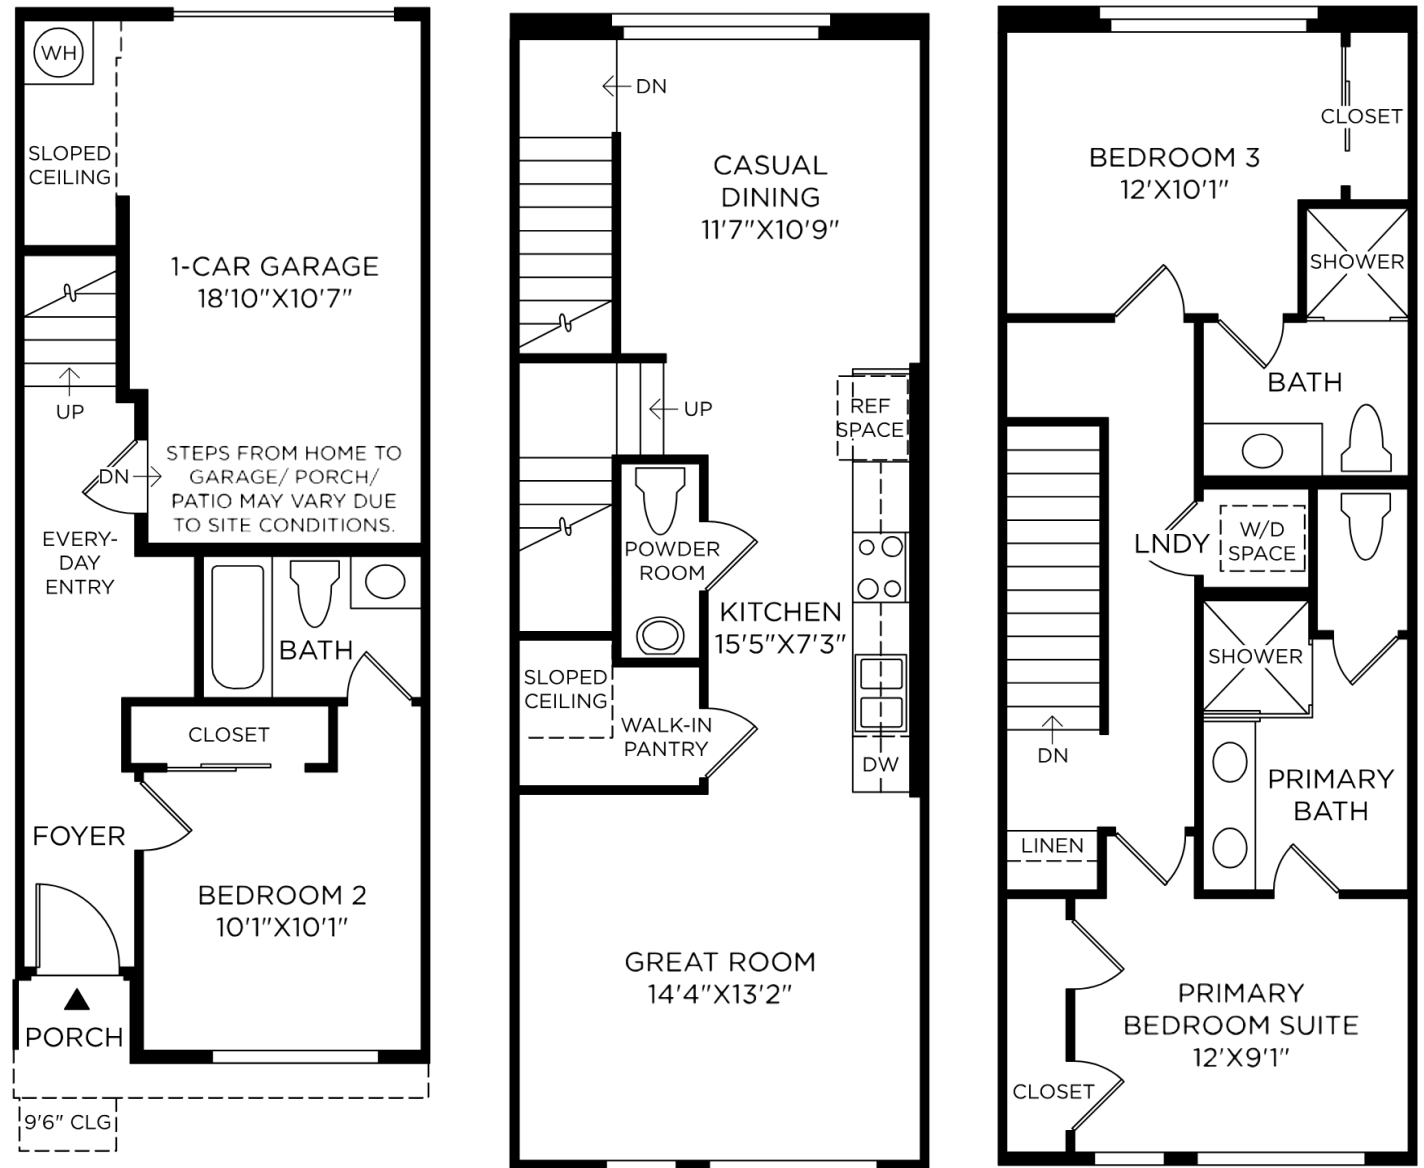 WH
SLOPED
CEILING
1-CAR GARAGE
18'10"X10'7"
UP
DN
STEPS FROM HOME TO
GARAGE/ PORCH/
PATIO MAY VARY DUE
TO SITE CONDITIONS.
EVERY-
DAY
ENTRY
BATH
CLOSET
FOYER
BEDROOM 2
10'1"X10'1"
PORCH
9'6" CLG
DN
CASUAL
DINING
11'7"X10'9"
UP
REF
SPACE
POWDER
ROOM
KITCHEN
15'5"X7'3"
SLOPED
CEILING
WALK-IN
PANTRY
DW
GREAT ROOM
14'4"X13'2"
CLOSET
BEDROOM 3
12'X10'1"
SHOWER
BATH
LNDY
W/D
SPACE
SHOWER
DN
PRIMARY
BATH
LINEN
PRIMARY
BEDROOM SUITE
12'X9'1"
CLOSET